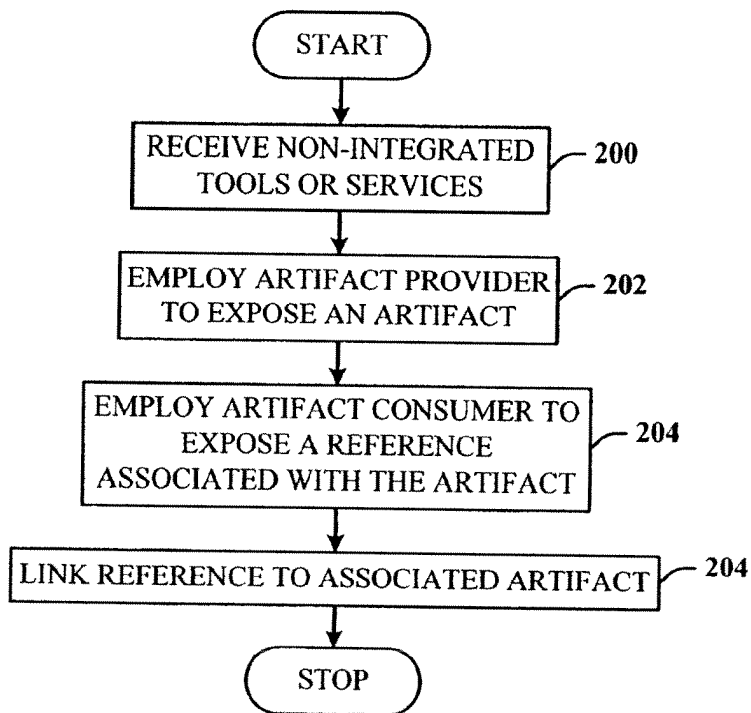 START
RECEIVE NON-INTEGRATED
TOOLS OR SERVICES
200
EMPLOY ARTIFACT PROVIDER
TO EXPOSE AN ARTIFACT
202
EMPLOY ARTIFACT CONSUMER TO
EXPOSE A REFERENCE
ASSOCIATED WITH THE ARTIFACT
204
LINK REFERENCE TO ASSOCIATED ARTIFACT
204
STOP